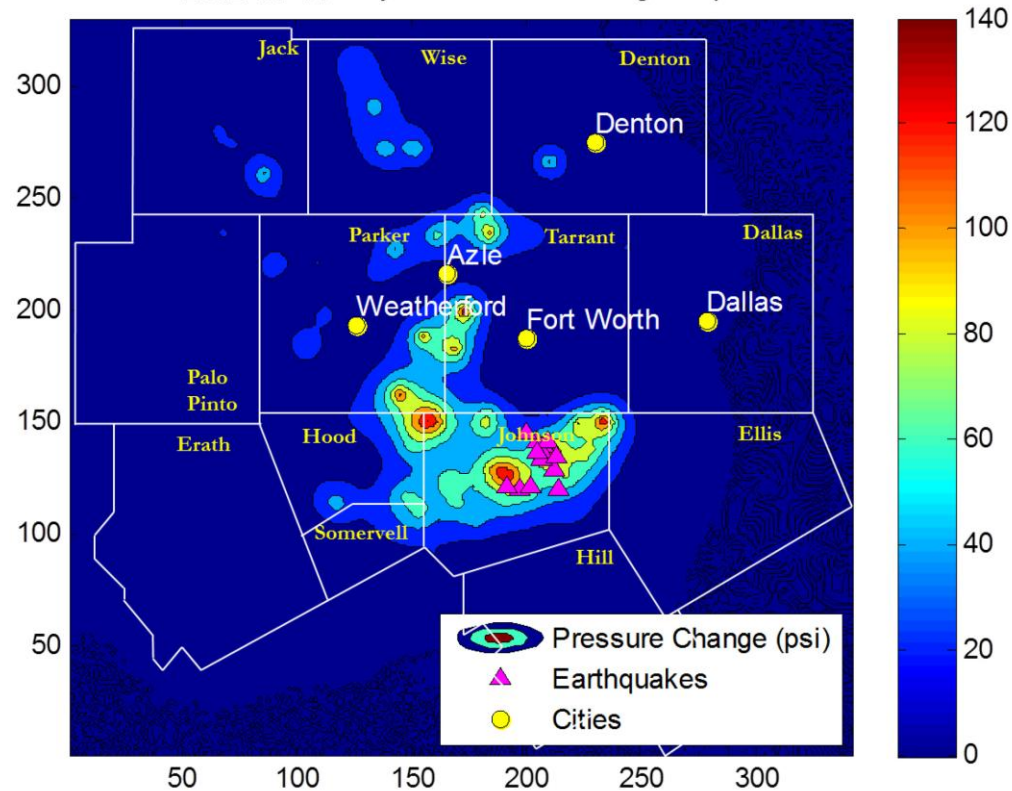 140
Jack
Wise
Denton
300
120
Denton
250
100
Parker
Tarrant
Dallas
Azle
200
Weatherford
Fort Worth
Dallas
80
Palo
Pinto
150
Erath
Hood
Johnson
Ellis
60
100
Somervell
Hill
40
50
Pressure Change (psi)
Earthquakes
Cities
20
0
50
100
150
200
250
300